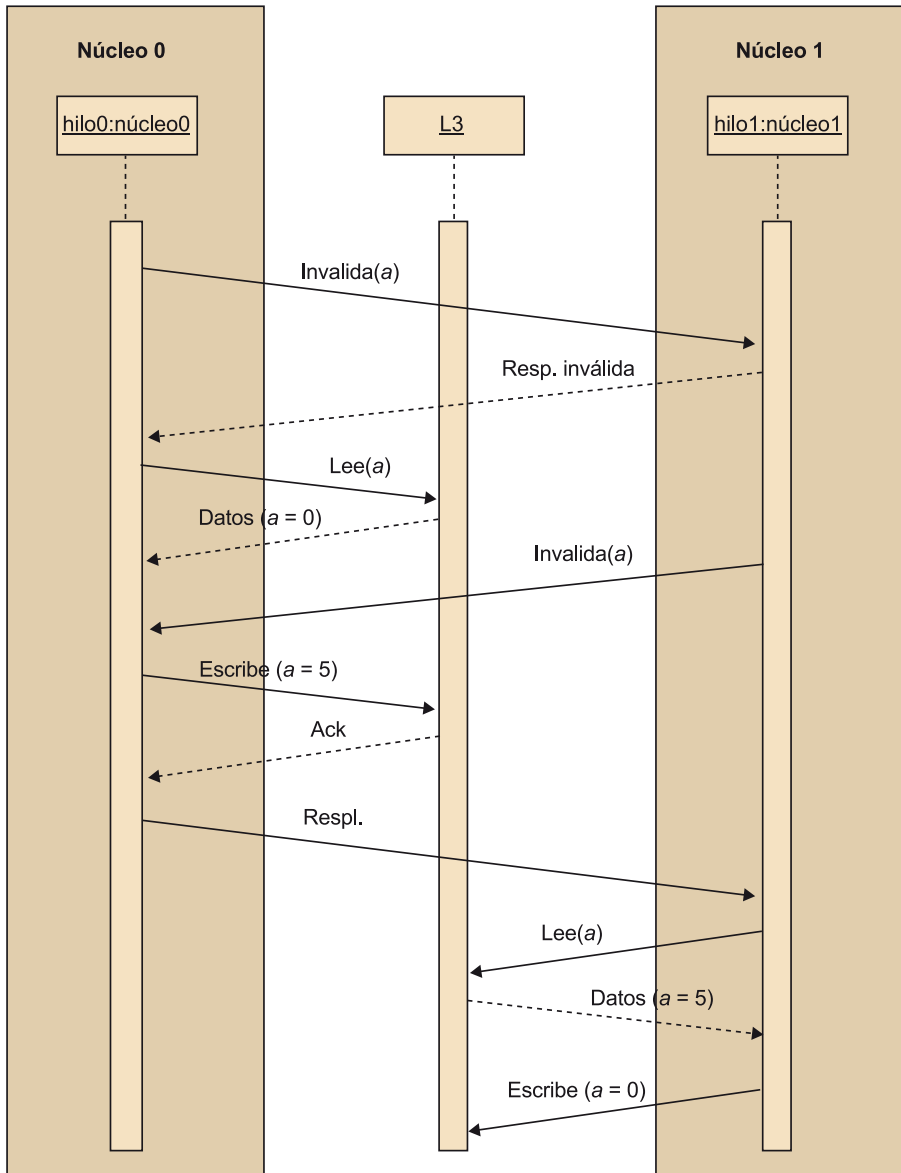 Núcleo 0
Núcleo 1
hilo0:núcleo0
L3
hilo1:núcleo1
Invalida(a)
Resp. inválida
Lee(a)
Datos (a = 0)
Invalida(a)
Escribe (a = 5)
Ack
Respl.
Lee(a)
Datos (a = 5)
Escribe (a = 0)